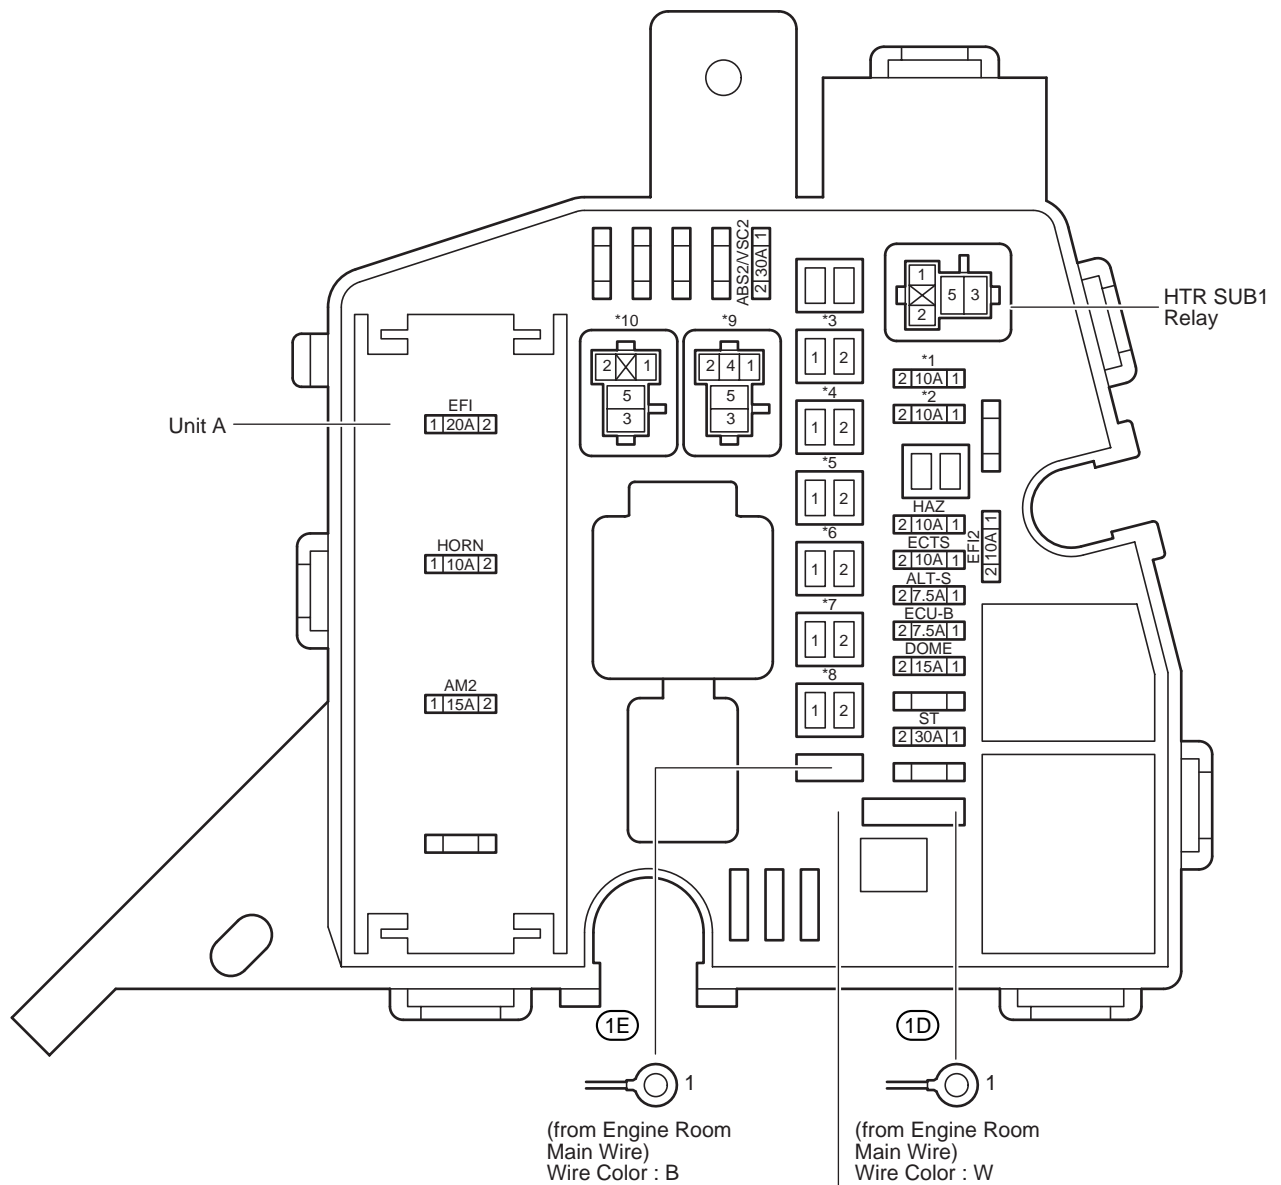 ABS2/VSC2
2 30A 1
HTR SUB1
Relay
1
5 3
2
*10
2 1
5
3
*9
2 4 1
5
3
*3
1 2
*4
1 2
*5
1 2
*6
1 2
*7
1 2
*8
1 2
*1
2 10A 1
*2
2 10A 1
HAZ
2 10A 1
ECTS
2 10A 1
EFI2
2 10A 1
ALT-S
2 7.5A 1
ECU-B
2 7.5A 1
DOME
2 15A 1
ST
2 30A 1
Unit A
EFI
1 20A 2
HORN
1 10A 2
AM2
1 15A 2
1E
1
(from Engine Room
Main Wire)
Wire Color : B
1D
1
(from Engine Room
Main Wire)
Wire Color : W